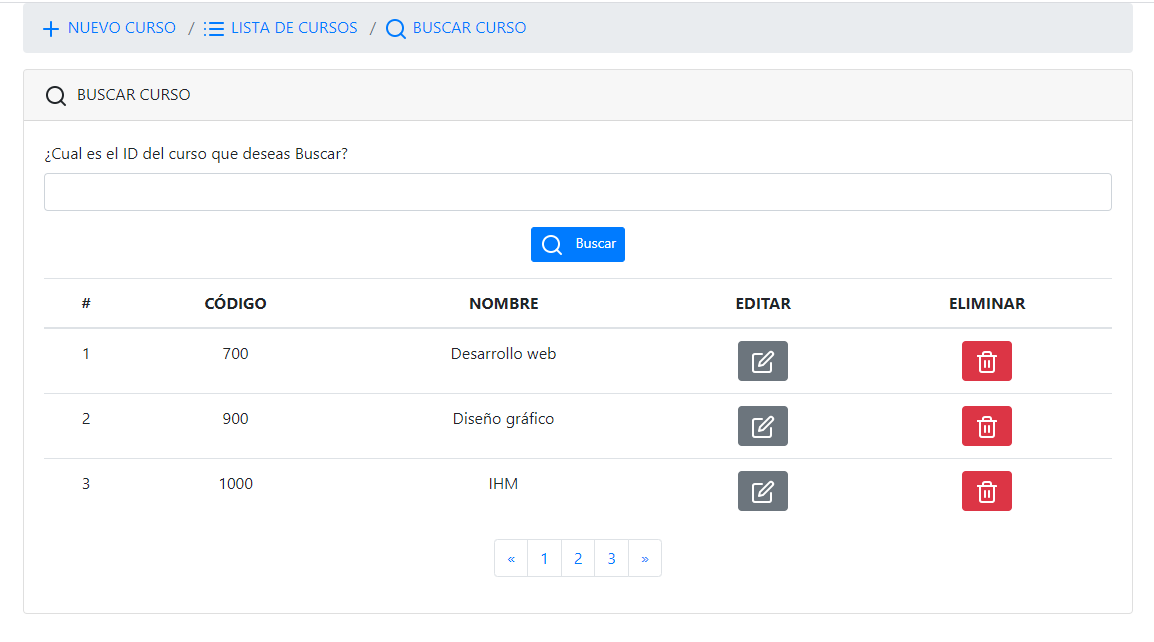 NUEVO CURSO / LISTA DE CURSOS / BUSCAR CURSO
BUSCAR CURSO
¿Cual es el ID del curso que deseas Buscar?
Buscar
# CÓDIGO NOMBRE EDITAR ELIMINAR
1 700 Desarrollo web
2 900 Diseño gráfico
3 1000 IHM
« 1 2 3 »